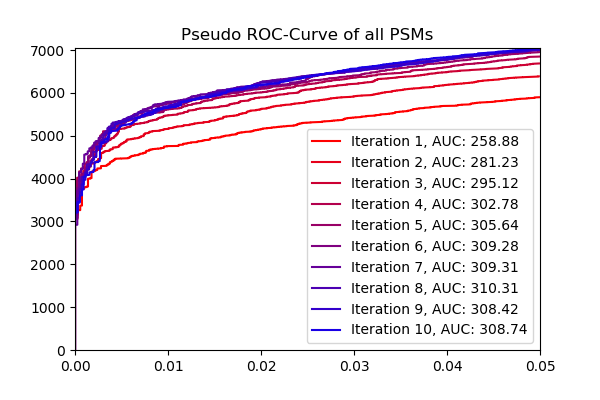 Pseudo ROC-Curve of all PSMs
7000
6000
5000
4000
3000
2000
1000
0
Iteration 1, AUC: 258.88
Iteration 2, AUC: 281.23
Iteration 3, AUC: 295.12
Iteration 4, AUC: 302.78
Iteration 5, AUC: 305.64
Iteration 6, AUC: 309.28
Iteration 7, AUC: 309.31
Iteration 8, AUC: 310.31
Iteration 9, AUC: 308.42
Iteration 10, AUC: 308.74
0.00 0.01 0.02 0.03 0.04 0.05